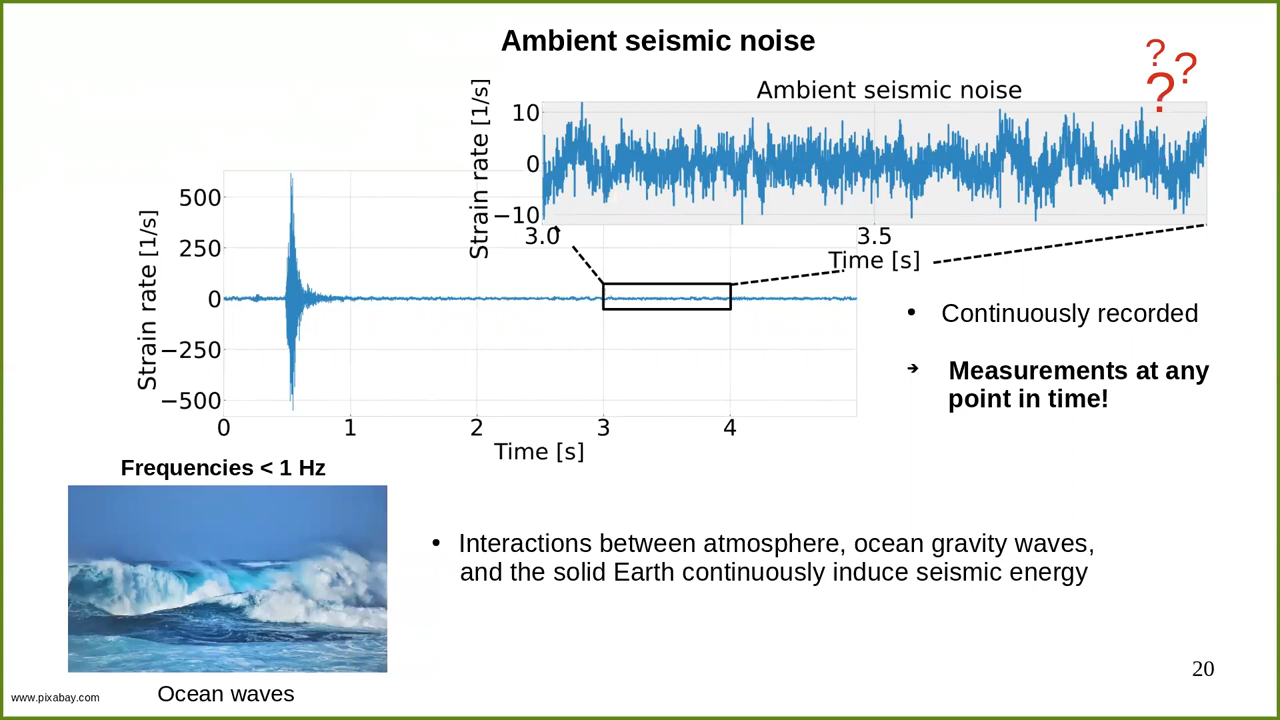 Ambient seismic noise
? ? ?
Ambient seismic noise
Strain rate [1/s]
10
0
−10
3.0
3.5
Time [s]
Strain rate [1/s]
500
250
0
−250
−500
0 1 2 3 4
Time [s]
• Continuously recorded
➔ Measurements at any
point in time!
Frequencies < 1 Hz
• Interactions between atmosphere, ocean gravity waves,
and the solid Earth continuously induce seismic energy
Ocean waves
www.pixabay.com
20